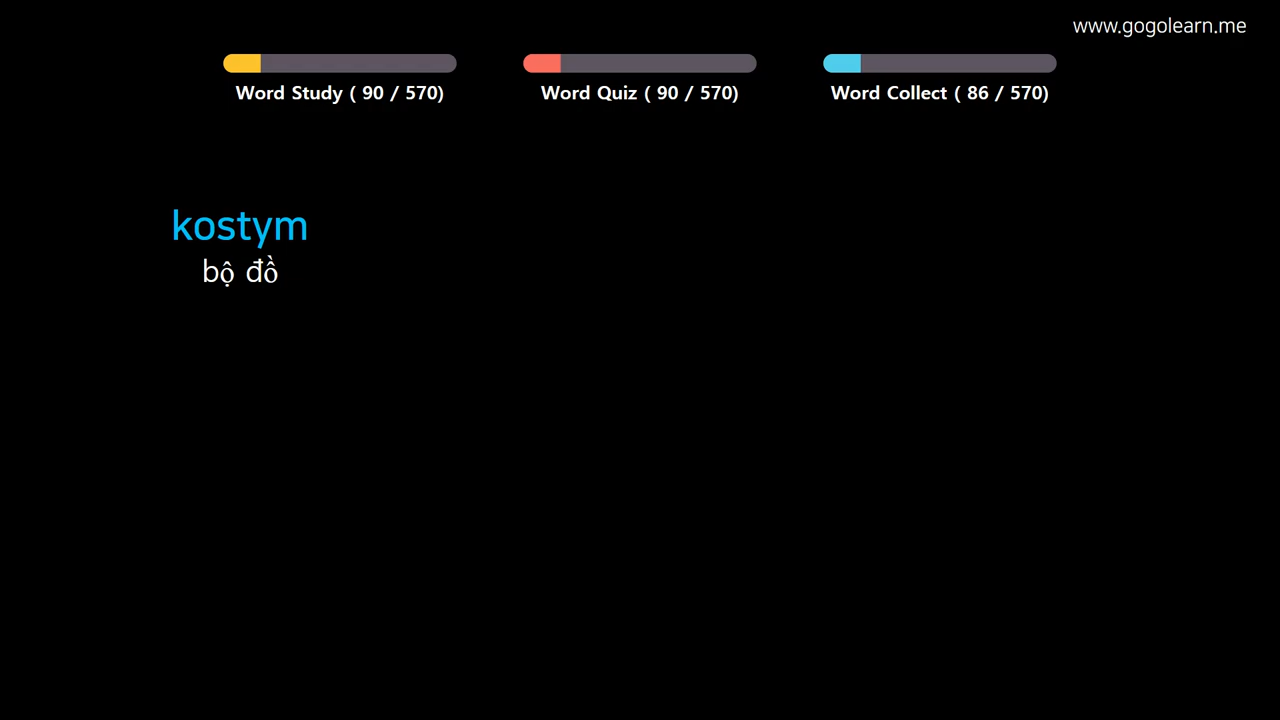 www.gogolearn.me
Word Study ( 90 / 570)
Word Quiz ( 90 / 570)
Word Collect ( 86 / 570)
kostym
bộ đồ